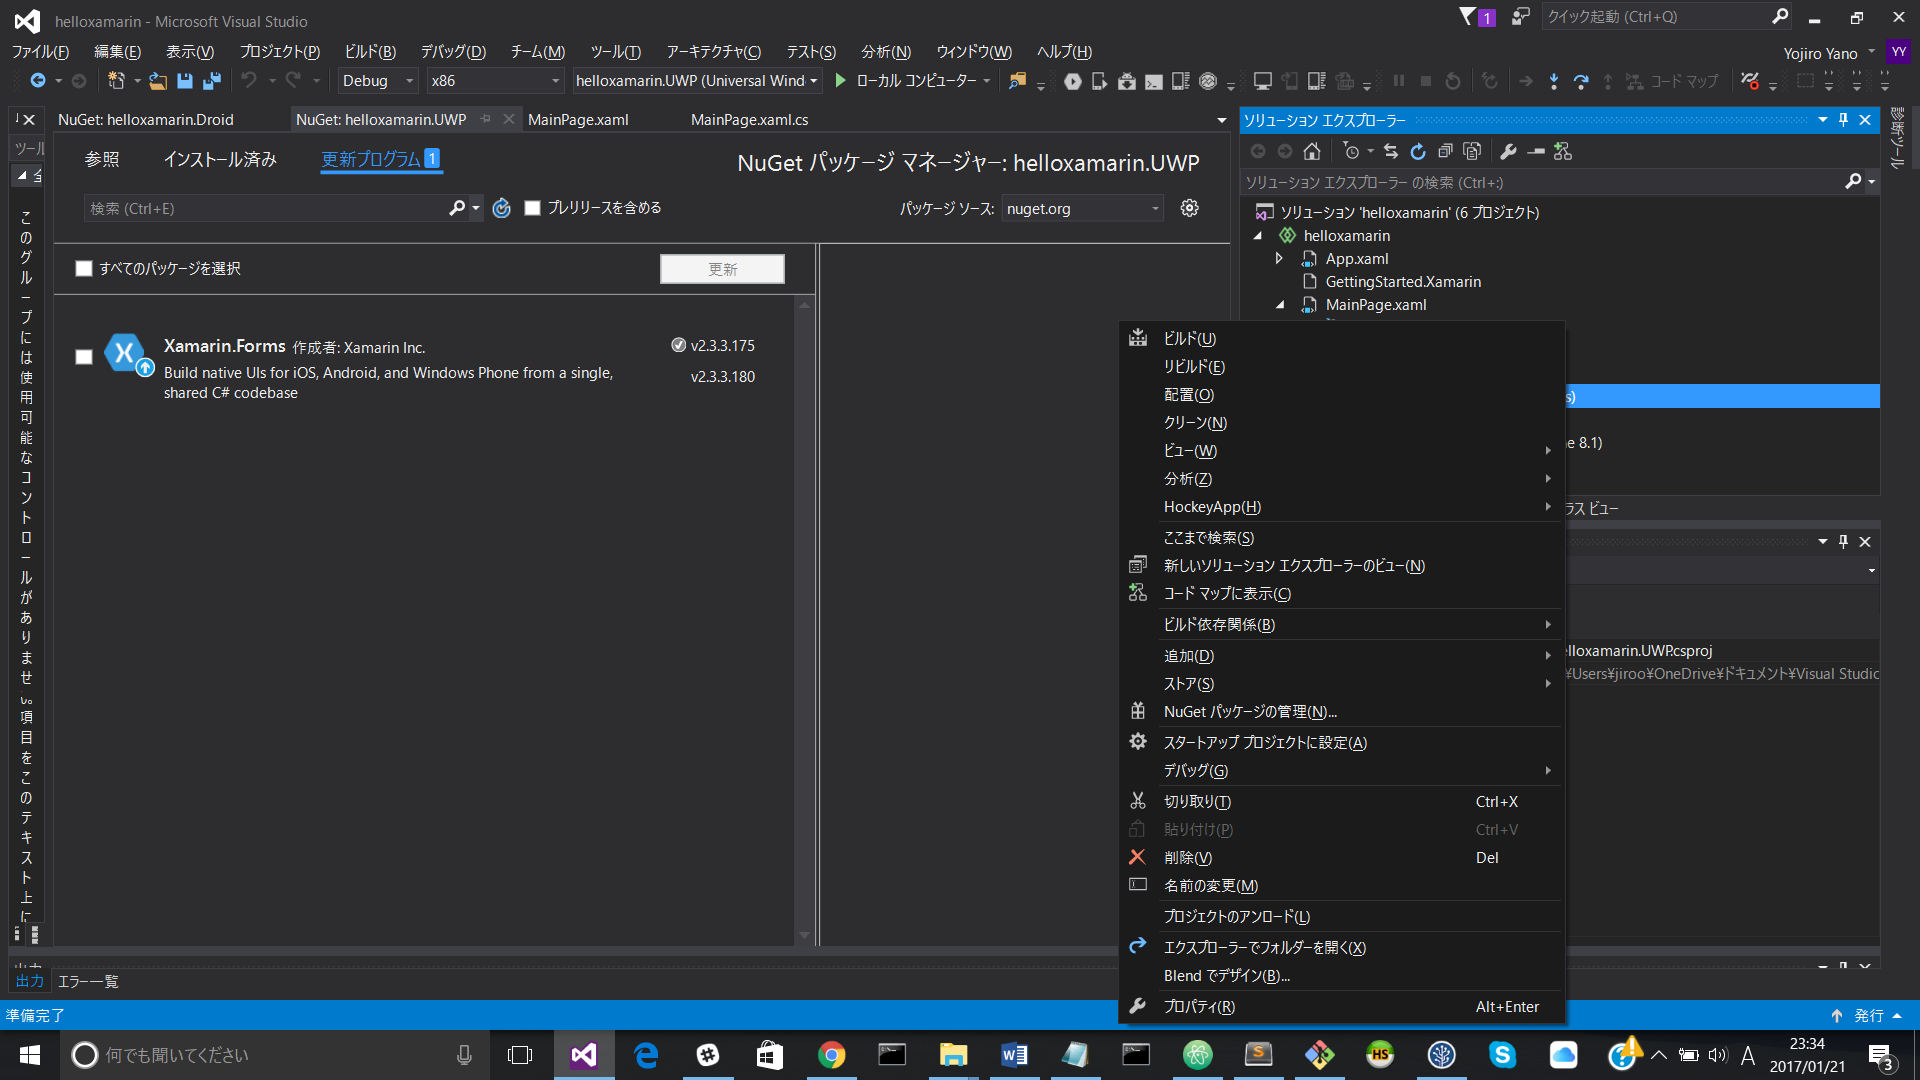 helloxamarin - Microsoft Visual Studio
1
クイック起動 (Ctrl+Q)
ファイル(F) 編集(E) 表示(V) プロジェクト(P) ビルド(B) デバッグ(D) チーム(M) ツール(T) アーキテクチャ(C) テスト(S) 分析(N) ウィンドウ(W) ヘルプ(H)
Yojiro Yano YY
Debug x86 helloxamarin.UWP (Universal Wind ローカル コンピューター コード マップ
NuGet: helloxamarin.Droid NuGet: helloxamarin.UWP MainPage.xaml MainPage.xaml.cs
ツール
このグループには使用可能なコントロールがありません。項目をこのテキスト上に
参照 インストール済み 更新プログラム 1
NuGet パッケージ マネージャー: helloxamarin.UWP
検索 (Ctrl+E)
プレリリースを含める
パッケージ ソース: nuget.org
すべてのパッケージを選択
更新
Xamarin.Forms 作成者: Xamarin Inc.
v2.3.3.175
Build native UIs for iOS, Android, and Windows Phone from a single,
v2.3.3.180
shared C# codebase
ソリューション エクスプローラー
診断ツール
ソリューション エクスプローラー の検索 (Ctrl+:)
ソリューション 'helloxamarin' (6 プロジェクト)
helloxamarin
App.xaml
GettingStarted.Xamarin
MainPage.xaml
s)
e 8.1)
ラス ビュー
lloxamarin.UWP.csproj
¥Users¥jiroo¥OneDrive¥ドキュメント¥Visual Studio
ビルド(U)
リビルド(E)
配置(O)
クリーン(N)
ビュー(W)
分析(Z)
HockeyApp(H)
ここまで検索(S)
新しいソリューション エクスプローラーのビュー(N)
コード マップに表示(C)
ビルド依存関係(B)
追加(D)
ストア(S)
NuGet パッケージの管理(N)...
スタートアップ プロジェクトに設定(A)
デバッグ(G)
切り取り(T) Ctrl+X
貼り付け(P) Ctrl+V
削除(V) Del
名前の変更(M)
プロジェクトのアンロード(L)
エクスプローラーでフォルダーを開く(X)
Blend でデザイン(B)...
プロパティ(R) Alt+Enter
出力
出力 エラー一覧
準備完了
発行
何でも聞いてください
HS
A
23:34
2017/01/21
3